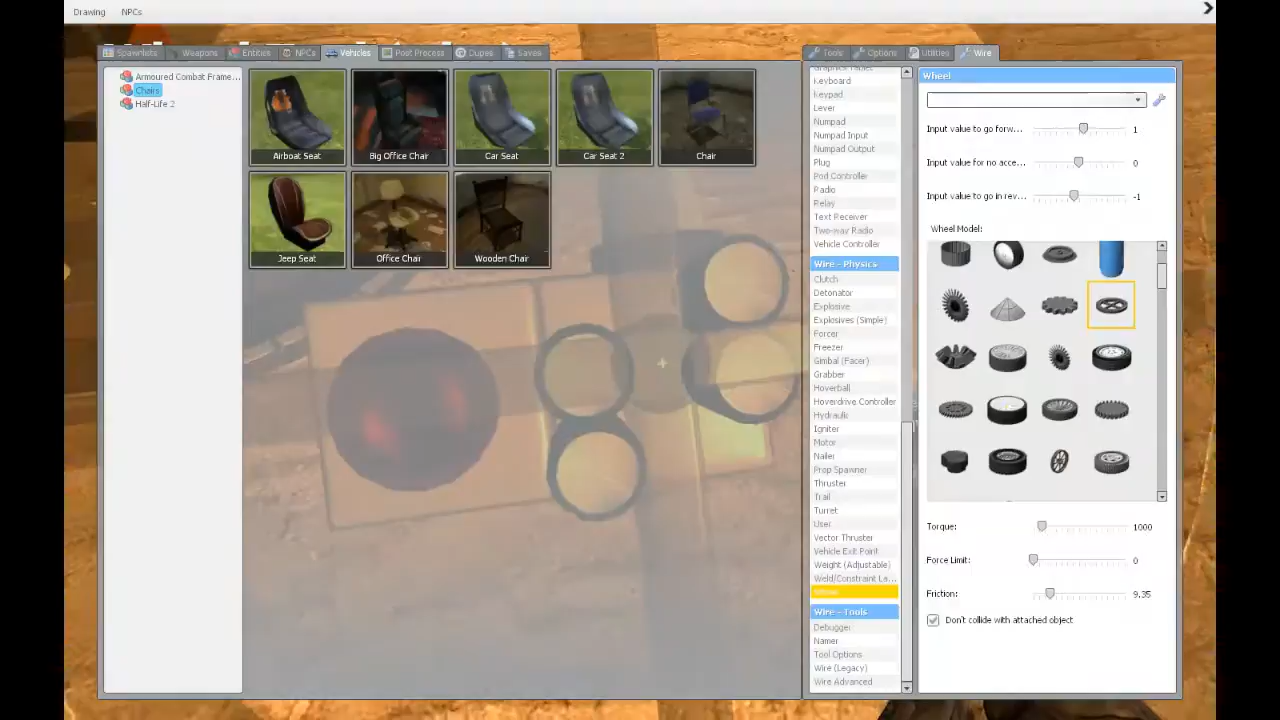 Drawing NPCs
Spawnlists Weapons Entities NPCs Vehicles Post Process Dupes Saves
Armoured Combat Frame...
Chairs
Half-Life 2
Airboat Seat
Big Office Chair
Car Seat
Car Seat 2
Chair
Jeep Seat
Office Chair
Wooden Chair
Tools Options Utilities Wire
Keyboard
Keypad
Lever
Numpad
Numpad Input
Numpad Output
Plug
Pod Controller
Radio
Relay
Text Receiver
Two-way Radio
Vehicle Controller
Wire - Physics
Clutch
Detonator
Explosive
Explosives (Simple)
Forcer
Freezer
Gimbal (Facer)
Grabber
Hoverball
Hoverdrive Controller
Hydraulic
Igniter
Motor
Nailer
Prop Spawner
Thruster
Trail
Turret
User
Vector Thruster
Vehicle Exit Point
Weight (Adjustable)
Weld/Constraint La...
Wheel
Wire - Tools
Debugger
Namer
Tool Options
Wire (Legacy)
Wire Advanced
Wheel
Input value to go forw... 1
Input value for no acce... 0
Input value to go in rev... -1
Wheel Model:
Torque: 1000
Force Limit: 0
Friction: 9.35
Don't collide with attached object